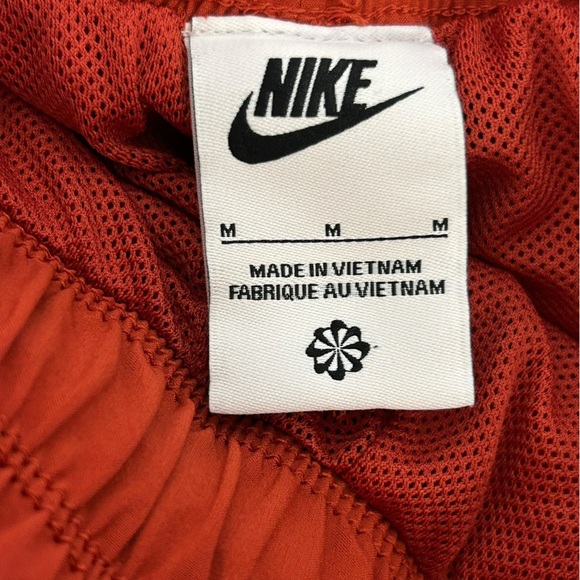 NIKE
M M M
MADE IN VIETNAM
FABRIQUE AU VIETNAM